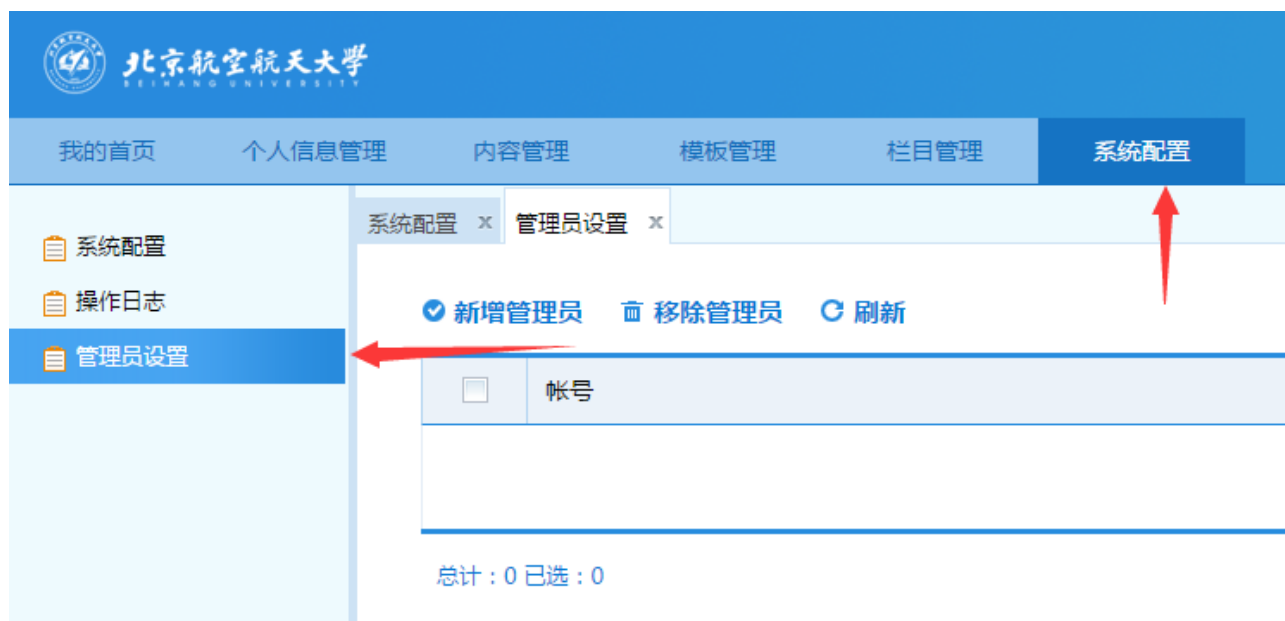 北京航空航天大學
BEIHANG UNIVERSITY
我的首页 个人信息管理 内容管理 模板管理 栏目管理 系统配置
系统配置 x 管理员设置 x
系统配置
操作日志
新增管理员 移除管理员 刷新
管理员设置
帐号
总计：0 已选：0